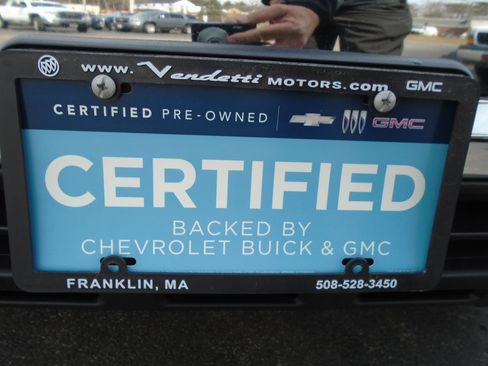 www. Vendetti MOTORS.com GMC
CERTIFIED PRE-OWNED GMC
CERTIFIED
BACKED BY
CHEVROLET BUICK & GMC
FRANKLIN, MA 508-528-3450